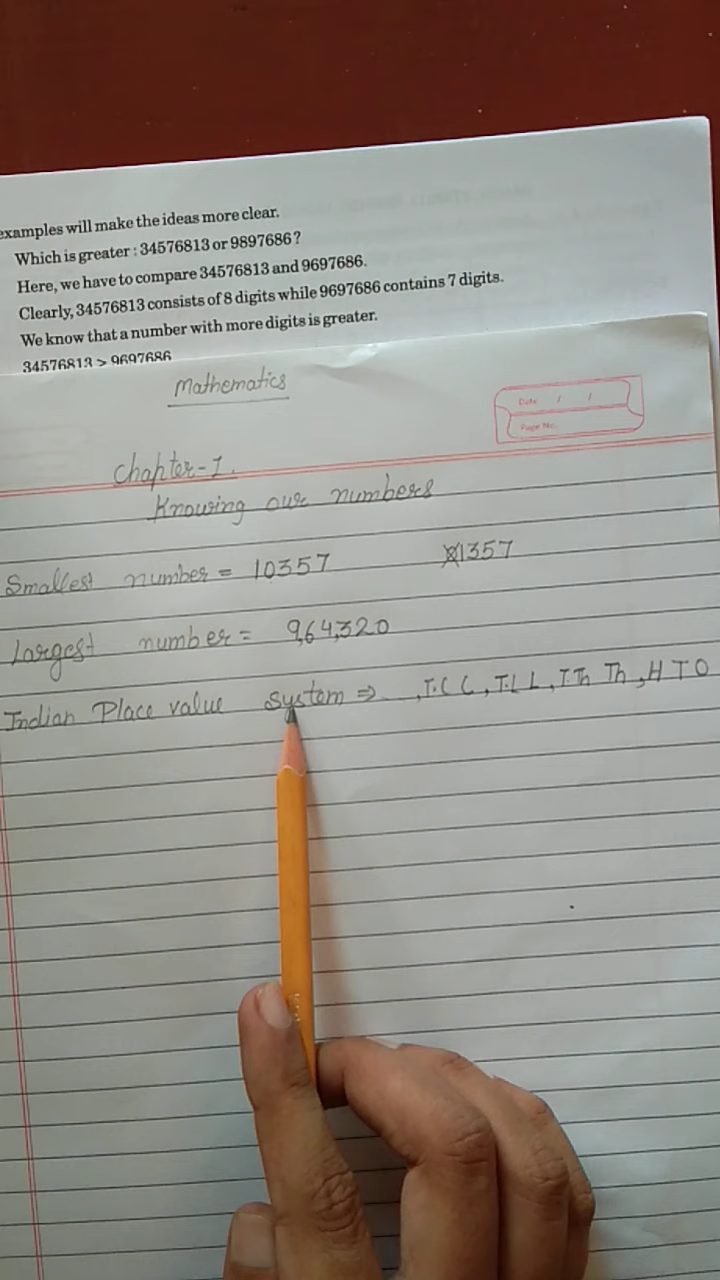 examples will make the ideas more clear.
Which is greater : 34576813 or 9897686 ?
Here, we have to compare 34576813 and 9697686.
Clearly, 34576813 consists of 8 digits while 9697686 contains 7 digits.
We know that a number with more digits is greater.
34576813 > 9697686
Mathematics
Date / /
Page No.
Chapter-1.
Knowing our numbers
Smallest number = 10357 1357
Largest number = 9,64,320
Indian Place value system ⇒ ,T.C C, T.L L, T.Th Th, H T O